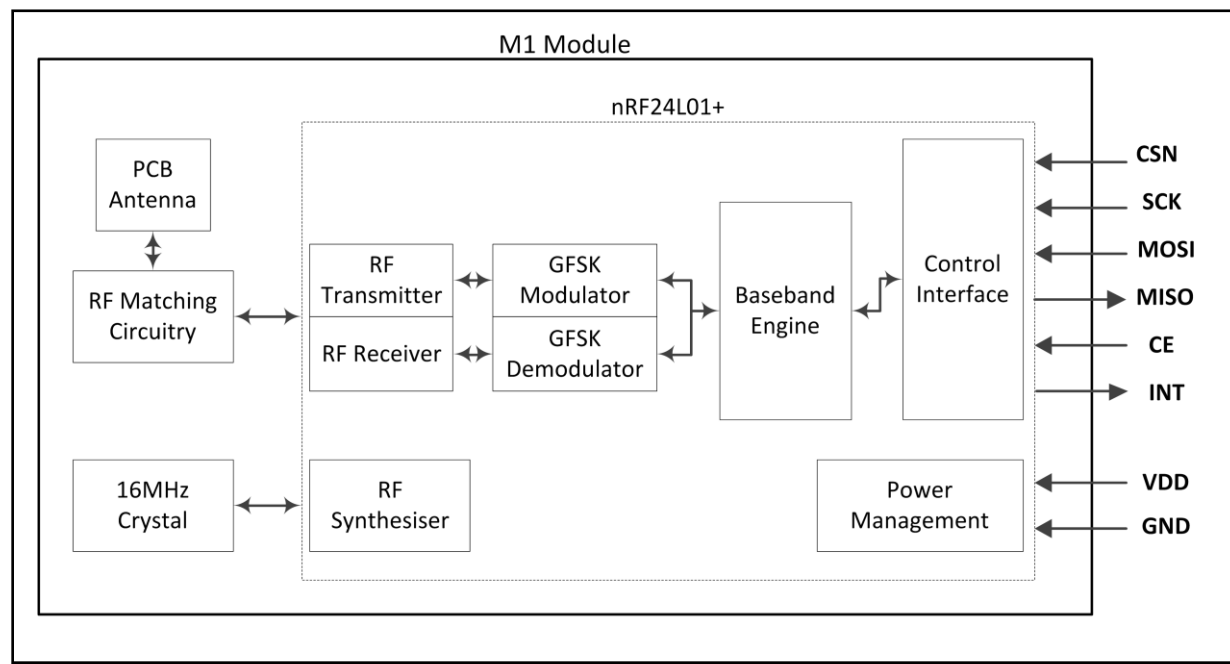 M1 Module
nRF24L01+
PCB
Antenna
RF Matching
Circuitry
16MHz
Crystal
RF
Transmitter
RF Receiver
GFSK
Modulator
GFSK
Demodulator
RF
Synthesiser
Baseband
Engine
Control
Interface
Power
Management
CSN
SCK
MOSI
MISO
CE
INT
VDD
GND